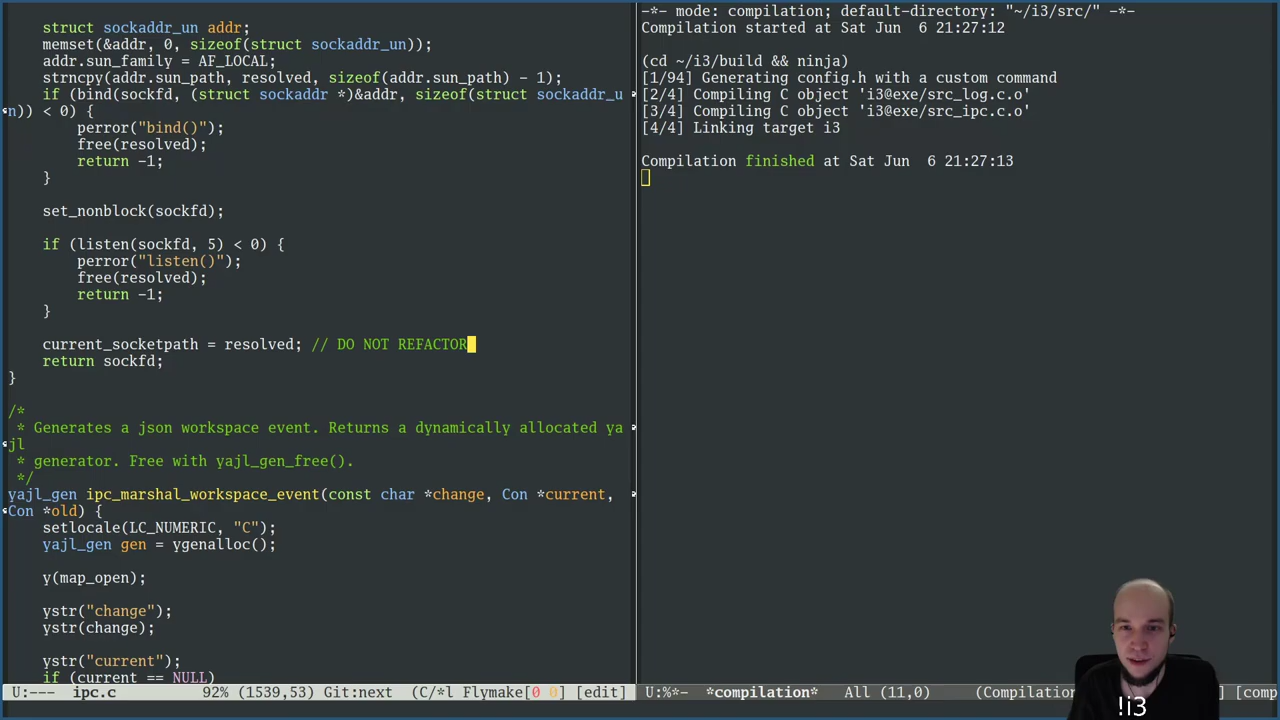 struct sockaddr_un addr;
memset(&addr, 0, sizeof(struct sockaddr_un));
addr.sun_family = AF_LOCAL;
strncpy(addr.sun_path, resolved, sizeof(addr.sun_path) - 1);
if (bind(sockfd, (struct sockaddr *)&addr, sizeof(struct sockaddr_u
n)) < 0) {
perror("bind()");
free(resolved);
return -1;
}
set_nonblock(sockfd);
if (listen(sockfd, 5) < 0) {
perror("listen()");
free(resolved);
return -1;
}
current_socketpath = resolved; // DO NOT REFACTOR
return sockfd;
}
/*
* Generates a json workspace event. Returns a dynamically allocated ya
jl
* generator. Free with yajl_gen_free().
*/
yajl_gen ipc_marshal_workspace_event(const char *change, Con *current,
Con *old) {
setlocale(LC_NUMERIC, "C");
yajl_gen gen = ygenalloc();
y(map_open);
ystr("change");
ystr(change);
ystr("current");
if (current == NULL)
U:--- ipc.c 92% (1539,53) Git:next (C/*l Flymake[0 0] [edit]
-*- mode: compilation; default-directory: "~/i3/src/" -*-
Compilation started at Sat Jun  6 21:27:12
(cd ~/i3/build && ninja)
[1/94] Generating config.h with a custom command
[2/4] Compiling C object 'i3@exe/src_log.c.o'
[3/4] Compiling C object 'i3@exe/src_ipc.c.o'
[4/4] Linking target i3
Compilation finished at Sat Jun  6 21:27:13
U:%*- *compilation* All (11,0) (Compilation ] [comp
!i3